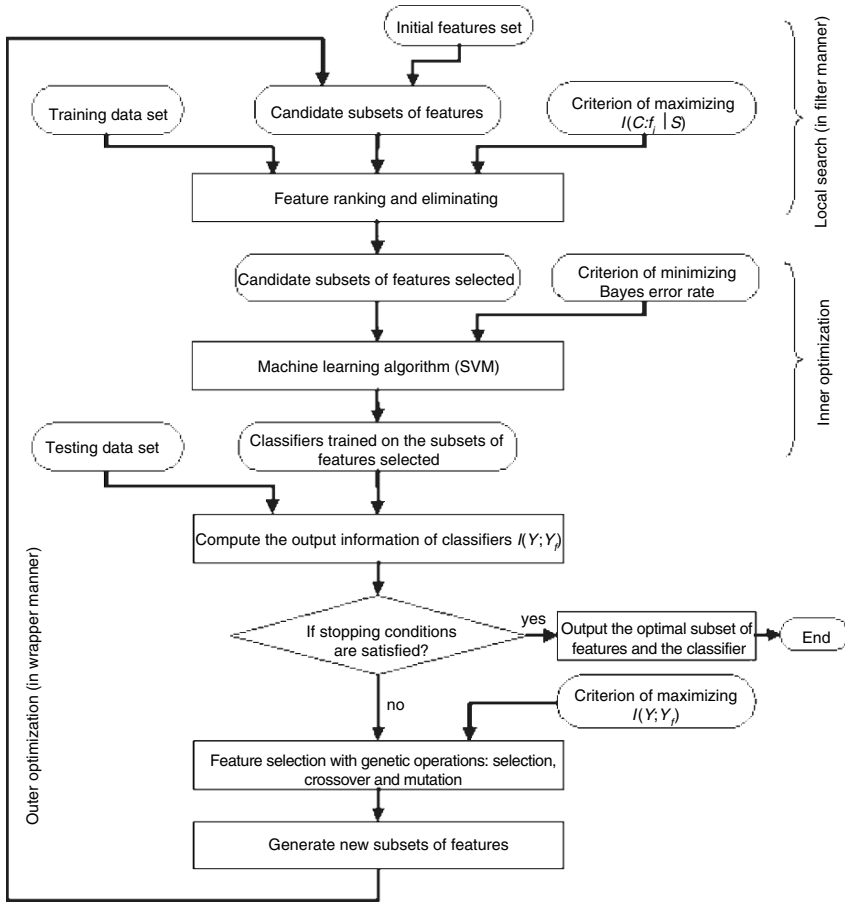 Initial features set
Training data set
Candidate subsets of features
Criterion of maximizing
I(C:fi | S)
Local search (in filter manner)
Feature ranking and eliminating
Candidate subsets of features selected
Criterion of minimizing
Bayes error rate
Machine learning algorithm (SVM)
Inner optimization
Testing data set
Classifiers trained on the subsets of
features selected
Compute the output information of classifiers I(Y;Yf)
If stopping conditions
are satisfied?
yes
Output the optimal subset of
features and the classifier
End
no
Criterion of maximizing
I(Y;Yf)
Outer optimization (in wrapper manner)
Feature selection with genetic operations: selection,
crossover and mutation
Generate new subsets of features